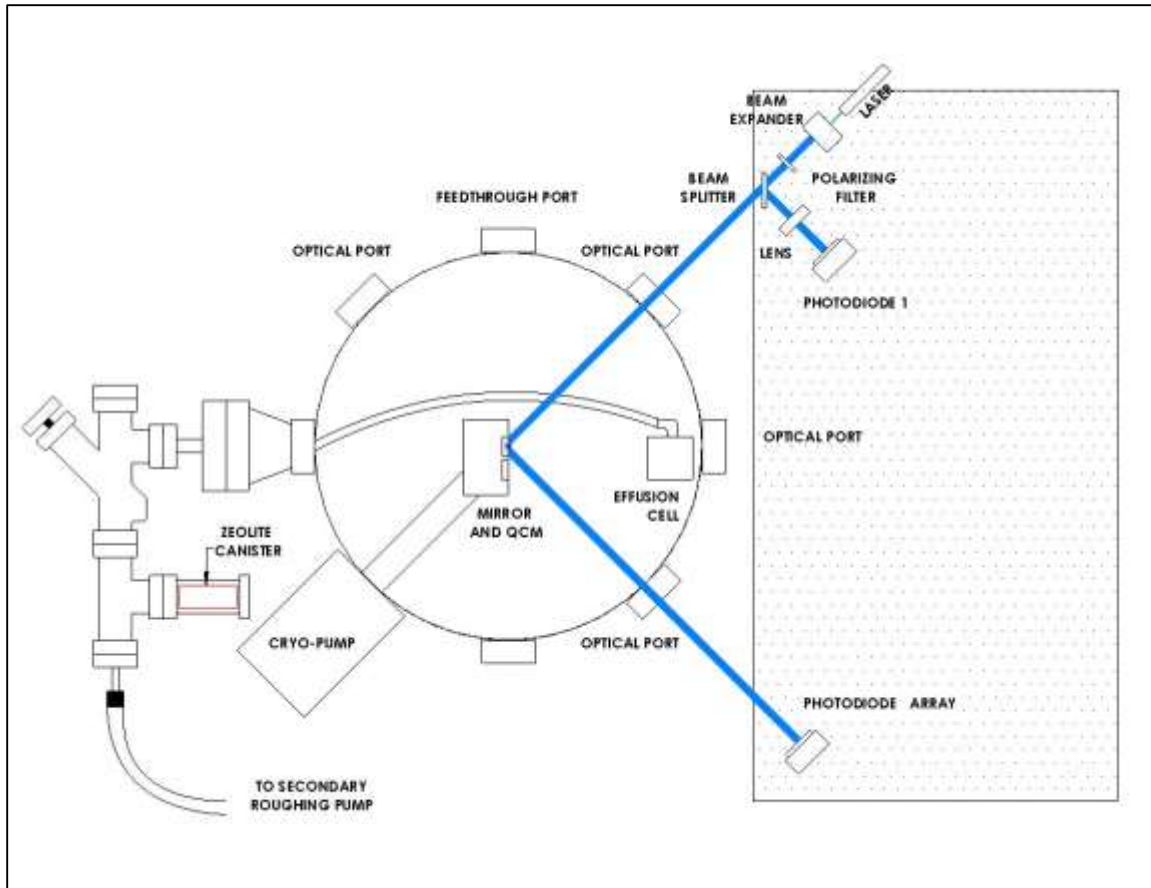 BEAM
EXPANDER
LASER
BEAM
SPLITTER
POLARIZING
FILTER
FEEDTHROUGH PORT
OPTICAL PORT
OPTICAL PORT
LENS
PHOTODIODE 1
OPTICAL PORT
EFFUSION
CELL
MIRROR
AND QCM
ZEOLITE
CANISTER
CRYO-PUMP
OPTICAL PORT
PHOTODIODE ARRAY
TO SECONDARY
ROUGHING PUMP